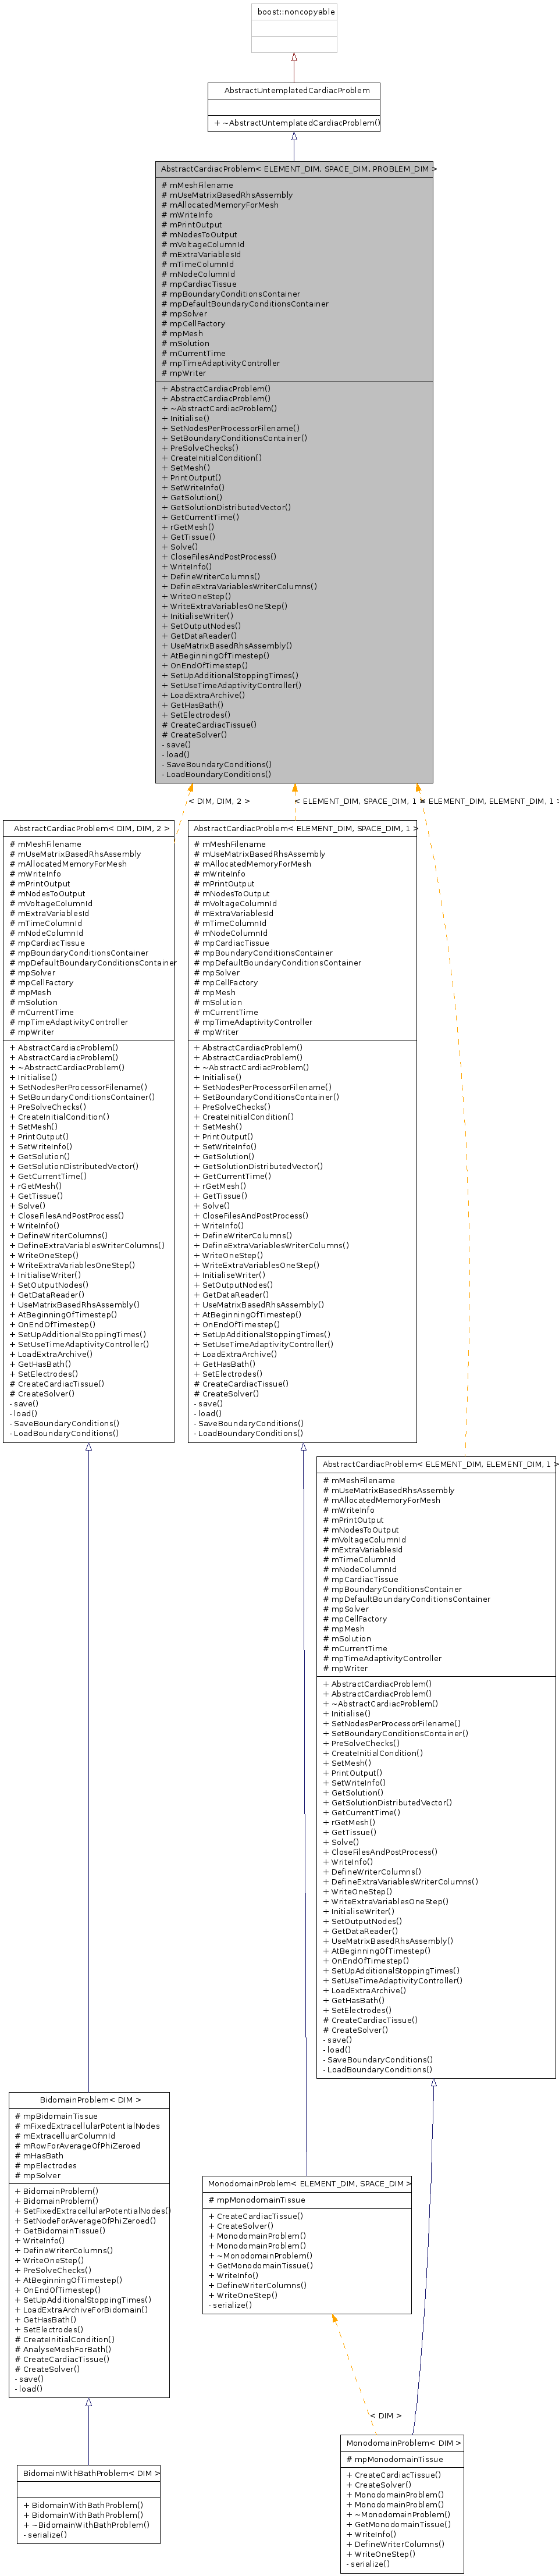 boost::noncopyable
AbstractUntemplatedCardiacProblem
+ ~AbstractUntemplatedCardiacProblem()
AbstractCardiacProblem< ELEMENT_DIM, SPACE_DIM, PROBLEM_DIM >
# mMeshFilename
# mUseMatrixBasedRhsAssembly
# mAllocatedMemoryForMesh
# mWriteInfo
# mPrintOutput
# mNodesToOutput
# mVoltageColumnId
# mExtraVariablesId
# mTimeColumnId
# mNodeColumnId
# mpCardiacTissue
# mpBoundaryConditionsContainer
# mpDefaultBoundaryConditionsContainer
# mpSolver
# mpCellFactory
# mpMesh
# mSolution
# mCurrentTime
# mpTimeAdaptivityController
# mpWriter
+ AbstractCardiacProblem()
+ AbstractCardiacProblem()
+ ~AbstractCardiacProblem()
+ Initialise()
+ SetNodesPerProcessorFilename()
+ SetBoundaryConditionsContainer()
+ PreSolveChecks()
+ CreateInitialCondition()
+ SetMesh()
+ PrintOutput()
+ SetWriteInfo()
+ GetSolution()
+ GetSolutionDistributedVector()
+ GetCurrentTime()
+ rGetMesh()
+ GetTissue()
+ Solve()
+ CloseFilesAndPostProcess()
+ WriteInfo()
+ DefineWriterColumns()
+ DefineExtraVariablesWriterColumns()
+ WriteOneStep()
+ WriteExtraVariablesOneStep()
+ InitialiseWriter()
+ SetOutputNodes()
+ GetDataReader()
+ UseMatrixBasedRhsAssembly()
+ AtBeginningOfTimestep()
+ OnEndOfTimestep()
+ SetUpAdditionalStoppingTimes()
+ SetUseTimeAdaptivityController()
+ LoadExtraArchive()
+ GetHasBath()
+ SetElectrodes()
# CreateCardiacTissue()
# CreateSolver()
- save()
- load()
- SaveBoundaryConditions()
- LoadBoundaryConditions()
< DIM, DIM, 2 >
< ELEMENT_DIM, SPACE_DIM, 1 >
< ELEMENT_DIM, ELEMENT_DIM, 1 >
AbstractCardiacProblem< DIM, DIM, 2 >
# mMeshFilename
# mUseMatrixBasedRhsAssembly
# mAllocatedMemoryForMesh
# mWriteInfo
# mPrintOutput
# mNodesToOutput
# mVoltageColumnId
# mExtraVariablesId
# mTimeColumnId
# mNodeColumnId
# mpCardiacTissue
# mpBoundaryConditionsContainer
# mpDefaultBoundaryConditionsContainer
# mpSolver
# mpCellFactory
# mpMesh
# mSolution
# mCurrentTime
# mpTimeAdaptivityController
# mpWriter
+ AbstractCardiacProblem()
+ AbstractCardiacProblem()
+ ~AbstractCardiacProblem()
+ Initialise()
+ SetNodesPerProcessorFilename()
+ SetBoundaryConditionsContainer()
+ PreSolveChecks()
+ CreateInitialCondition()
+ SetMesh()
+ PrintOutput()
+ SetWriteInfo()
+ GetSolution()
+ GetSolutionDistributedVector()
+ GetCurrentTime()
+ rGetMesh()
+ GetTissue()
+ Solve()
+ CloseFilesAndPostProcess()
+ WriteInfo()
+ DefineWriterColumns()
+ DefineExtraVariablesWriterColumns()
+ WriteOneStep()
+ WriteExtraVariablesOneStep()
+ InitialiseWriter()
+ SetOutputNodes()
+ GetDataReader()
+ UseMatrixBasedRhsAssembly()
+ AtBeginningOfTimestep()
+ OnEndOfTimestep()
+ SetUpAdditionalStoppingTimes()
+ SetUseTimeAdaptivityController()
+ LoadExtraArchive()
+ GetHasBath()
+ SetElectrodes()
# CreateCardiacTissue()
# CreateSolver()
- save()
- load()
- SaveBoundaryConditions()
- LoadBoundaryConditions()
AbstractCardiacProblem< ELEMENT_DIM, SPACE_DIM, 1 >
# mMeshFilename
# mUseMatrixBasedRhsAssembly
# mAllocatedMemoryForMesh
# mWriteInfo
# mPrintOutput
# mNodesToOutput
# mVoltageColumnId
# mExtraVariablesId
# mTimeColumnId
# mNodeColumnId
# mpCardiacTissue
# mpBoundaryConditionsContainer
# mpDefaultBoundaryConditionsContainer
# mpSolver
# mpCellFactory
# mpMesh
# mSolution
# mCurrentTime
# mpTimeAdaptivityController
# mpWriter
+ AbstractCardiacProblem()
+ AbstractCardiacProblem()
+ ~AbstractCardiacProblem()
+ Initialise()
+ SetNodesPerProcessorFilename()
+ SetBoundaryConditionsContainer()
+ PreSolveChecks()
+ CreateInitialCondition()
+ SetMesh()
+ PrintOutput()
+ SetWriteInfo()
+ GetSolution()
+ GetSolutionDistributedVector()
+ GetCurrentTime()
+ rGetMesh()
+ GetTissue()
+ Solve()
+ CloseFilesAndPostProcess()
+ WriteInfo()
+ DefineWriterColumns()
+ DefineExtraVariablesWriterColumns()
+ WriteOneStep()
+ WriteExtraVariablesOneStep()
+ InitialiseWriter()
+ SetOutputNodes()
+ GetDataReader()
+ UseMatrixBasedRhsAssembly()
+ AtBeginningOfTimestep()
+ OnEndOfTimestep()
+ SetUpAdditionalStoppingTimes()
+ SetUseTimeAdaptivityController()
+ LoadExtraArchive()
+ GetHasBath()
+ SetElectrodes()
# CreateCardiacTissue()
# CreateSolver()
- save()
- load()
- SaveBoundaryConditions()
- LoadBoundaryConditions()
AbstractCardiacProblem< ELEMENT_DIM, ELEMENT_DIM, 1 >
# mMeshFilename
# mUseMatrixBasedRhsAssembly
# mAllocatedMemoryForMesh
# mWriteInfo
# mPrintOutput
# mNodesToOutput
# mVoltageColumnId
# mExtraVariablesId
# mTimeColumnId
# mNodeColumnId
# mpCardiacTissue
# mpBoundaryConditionsContainer
# mpDefaultBoundaryConditionsContainer
# mpSolver
# mpCellFactory
# mpMesh
# mSolution
# mCurrentTime
# mpTimeAdaptivityController
# mpWriter
+ AbstractCardiacProblem()
+ AbstractCardiacProblem()
+ ~AbstractCardiacProblem()
+ Initialise()
+ SetNodesPerProcessorFilename()
+ SetBoundaryConditionsContainer()
+ PreSolveChecks()
+ CreateInitialCondition()
+ SetMesh()
+ PrintOutput()
+ SetWriteInfo()
+ GetSolution()
+ GetSolutionDistributedVector()
+ GetCurrentTime()
+ rGetMesh()
+ GetTissue()
+ Solve()
+ CloseFilesAndPostProcess()
+ WriteInfo()
+ DefineWriterColumns()
+ DefineExtraVariablesWriterColumns()
+ WriteOneStep()
+ WriteExtraVariablesOneStep()
+ InitialiseWriter()
+ SetOutputNodes()
+ GetDataReader()
+ UseMatrixBasedRhsAssembly()
+ AtBeginningOfTimestep()
+ OnEndOfTimestep()
+ SetUpAdditionalStoppingTimes()
+ SetUseTimeAdaptivityController()
+ LoadExtraArchive()
+ GetHasBath()
+ SetElectrodes()
# CreateCardiacTissue()
# CreateSolver()
- save()
- load()
- SaveBoundaryConditions()
- LoadBoundaryConditions()
BidomainProblem< DIM >
# mpBidomainTissue
# mFixedExtracellularPotentialNodes
# mExtracelluarColumnId
# mRowForAverageOfPhiZeroed
# mHasBath
# mpElectrodes
# mpSolver
+ BidomainProblem()
+ BidomainProblem()
+ SetFixedExtracellularPotentialNodes()
+ SetNodeForAverageOfPhiZeroed()
+ GetBidomainTissue()
+ WriteInfo()
+ DefineWriterColumns()
+ WriteOneStep()
+ PreSolveChecks()
+ AtBeginningOfTimestep()
+ OnEndOfTimestep()
+ SetUpAdditionalStoppingTimes()
+ LoadExtraArchiveForBidomain()
+ GetHasBath()
+ SetElectrodes()
# CreateInitialCondition()
# AnalyseMeshForBath()
# CreateCardiacTissue()
# CreateSolver()
- save()
- load()
MonodomainProblem< ELEMENT_DIM, SPACE_DIM >
# mpMonodomainTissue
+ CreateCardiacTissue()
+ CreateSolver()
+ MonodomainProblem()
+ MonodomainProblem()
+ ~MonodomainProblem()
+ GetMonodomainTissue()
+ WriteInfo()
+ DefineWriterColumns()
+ WriteOneStep()
- serialize()
< DIM >
BidomainWithBathProblem< DIM >
+ BidomainWithBathProblem()
+ BidomainWithBathProblem()
+ ~BidomainWithBathProblem()
- serialize()
MonodomainProblem< DIM >
# mpMonodomainTissue
+ CreateCardiacTissue()
+ CreateSolver()
+ MonodomainProblem()
+ MonodomainProblem()
+ ~MonodomainProblem()
+ GetMonodomainTissue()
+ WriteInfo()
+ DefineWriterColumns()
+ WriteOneStep()
- serialize()